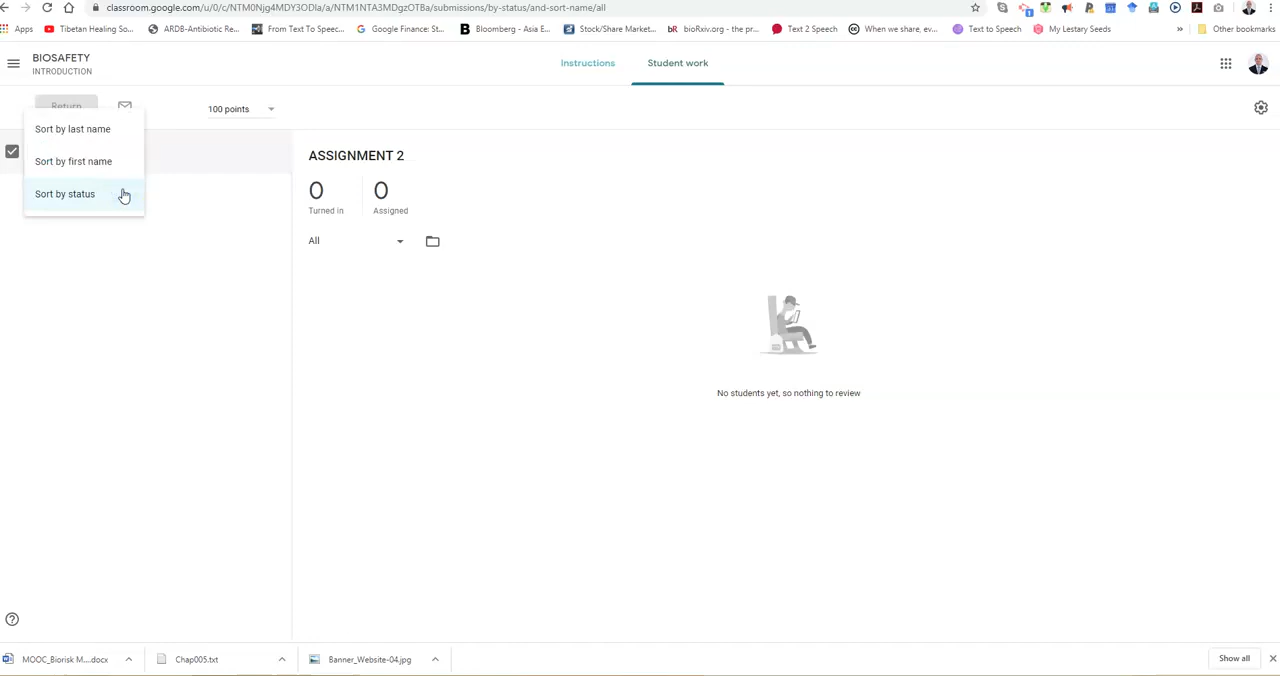 classroom.google.com/u/0/c/NTM0Njg4MDY3ODla/a/NTM1NTA3MDgzOTBa/submissions/by-status/and-sort-name/all
Apps Tibetan Healing So... ARDB-Antibiotic Re... From Text To Speec... Google Finance: St... Bloomberg - Asia E... Stock/Share Market... bR bioRxiv.org - the pr... Text 2 Speech When we share, ev... Text to Speech My Lestary Seeds » Other bookmarks
BIOSAFETY
INTRODUCTION
Instructions
Student work
Return
100 points
Sort by last name
Sort by first name
Sort by status
ASSIGNMENT 2
0 0
Turned in Assigned
All
No students yet, so nothing to review
MOOC_Biorisk M....docx Chap005.txt Banner_Website-04.jpg Show all